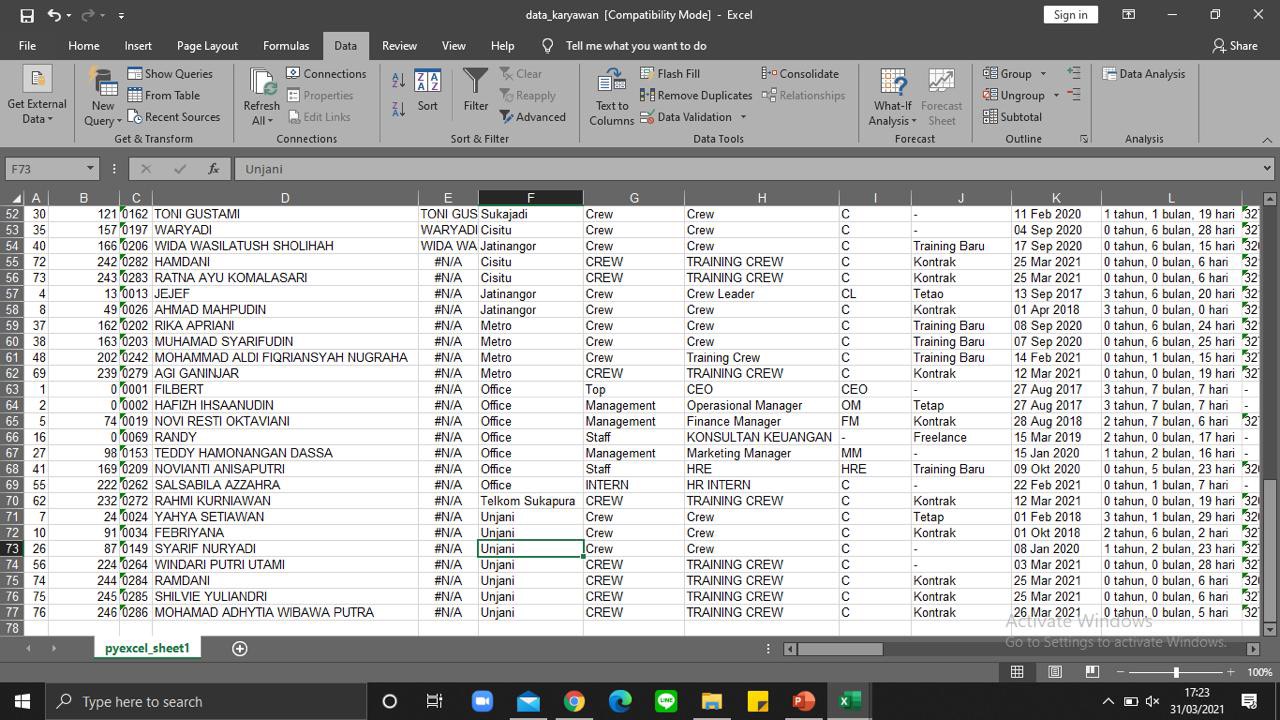 data_karyawan [Compatibility Mode] - Excel
Sign in
File Home Insert Page Layout Formulas Data Review View Help Tell me what you want to do Share
Get External Data
New Query
Show Queries
From Table
Recent Sources
Get & Transform
Refresh All
Connections
Properties
Edit Links
Connections
Sort
Filter
Clear
Reapply
Advanced
Sort & Filter
Text to Columns
Flash Fill
Remove Duplicates
Data Validation
Consolidate
Relationships
Data Tools
What-If Analysis
Forecast Sheet
Forecast
Group
Ungroup
Subtotal
Outline
Data Analysis
Analysis
F73 fx Unjani
A B C D E F G H I J K L
52 30 121 0162 TONI GUSTAMI TONI GUS Sukajadi Crew Crew C - 11 Feb 2020 1 tahun, 1 bulan, 19 hari 327
53 35 157 0197 WARYADI WARYADI Cisitu Crew Crew C - 04 Sep 2020 0 tahun, 6 bulan, 28 hari 327
54 40 166 0206 WIDA WASILATUSH SHOLIHAH WIDA WA Jatinangor Crew Crew C Training Baru 17 Sep 2020 0 tahun, 6 bulan, 15 hari 320
55 72 242 0282 HAMDANI #N/A Cisitu CREW TRAINING CREW C Kontrak 25 Mar 2021 0 tahun, 0 bulan, 6 hari 321
56 73 243 0283 RATNA AYU KOMALASARI #N/A Cisitu CREW TRAINING CREW C Kontrak 25 Mar 2021 0 tahun, 0 bulan, 6 hari 327
57 4 13 0013 JEJEF #N/A Jatinangor Crew Crew Leader CL Tetao 13 Sep 2017 3 tahun, 6 bulan, 20 hari 321
58 8 49 0026 AHMAD MAHPUDIN #N/A Jatinangor Crew Crew C Kontrak 01 Apr 2018 3 tahun, 0 bulan, 0 hari 321
59 37 162 0202 RIKA APRIANI #N/A Metro Crew Crew C Training Baru 08 Sep 2020 0 tahun, 6 bulan, 24 hari 321
60 38 163 0203 MUHAMAD SYARIFUDIN #N/A Metro Crew Crew C Training Baru 07 Sep 2020 0 tahun, 6 bulan, 25 hari 321
61 48 202 0242 MOHAMMAD ALDI FIQRIANSYAH NUGRAHA #N/A Metro Crew Training Crew C Training Baru 14 Feb 2021 0 tahun, 1 bulan, 15 hari 327
62 69 239 0279 AGI GANINJAR #N/A Metro CREW TRAINING CREW C Kontrak 12 Mar 2021 0 tahun, 0 bulan, 19 hari 327
63 1 0 0001 FILBERT #N/A Office Top CEO CEO - 27 Aug 2017 3 tahun, 7 bulan, 7 hari -
64 2 0 0002 HAFIZH IHSAANUDIN #N/A Office Management Operasional Manager OM Tetap 27 Aug 2017 3 tahun, 7 bulan, 7 hari -
65 5 74 0019 NOVI RESTI OKTAVIANI #N/A Office Management Finance Manager FM Kontrak 28 Aug 2018 2 tahun, 7 bulan, 6 hari 327
66 16 0 0069 RANDY #N/A Office Staff KONSULTAN KEUANGAN - Freelance 15 Mar 2019 2 tahun, 0 bulan, 17 hari -
67 27 98 0153 TEDDY HAMONANGAN DASSA #N/A Office Management Marketing Manager MM - 15 Jan 2020 1 tahun, 2 bulan, 16 hari -
68 41 169 0209 NOVIANTI ANISAPUTRI #N/A Office Staff HRE HRE Training Baru 09 Okt 2020 0 tahun, 5 bulan, 23 hari 320
69 55 222 0262 SALSABILA AZZAHRA #N/A Office INTERN HR INTERN C - 22 Feb 2021 0 tahun, 1 bulan, 7 hari -
70 62 232 0272 RAHMI KURNIAWAN #N/A Telkom Sukapura CREW TRAINING CREW C Kontrak 12 Mar 2021 0 tahun, 0 bulan, 19 hari 320
71 7 24 0024 YAHYA SETIAWAN #N/A Unjani Crew Crew C Tetap 01 Feb 2018 3 tahun, 1 bulan, 29 hari 320
72 10 91 0034 FEBRIYANA #N/A Unjani Crew Crew C Kontrak 01 Okt 2018 2 tahun, 6 bulan, 2 hari 327
73 26 87 0149 SYARIF NURYADI #N/A Unjani Crew Crew C - 08 Jan 2020 1 tahun, 2 bulan, 23 hari 327
74 56 224 0264 WINDARI PUTRI UTAMI #N/A Unjani CREW TRAINING CREW C - 03 Mar 2021 0 tahun, 0 bulan, 28 hari 327
75 74 244 0284 RAMDANI #N/A Unjani CREW TRAINING CREW C Kontrak 25 Mar 2021 0 tahun, 0 bulan, 6 hari 320
76 75 245 0285 SHILVIE YULIANDRI #N/A Unjani CREW TRAINING CREW C Kontrak 25 Mar 2021 0 tahun, 0 bulan, 6 hari 320
77 76 246 0286 MOHAMAD ADHYTIA WIBAWA PUTRA #N/A Unjani CREW TRAINING CREW C Kontrak 26 Mar 2021 0 tahun, 0 bulan, 5 hari 327
78
Activate Windows
Go to Settings to activate Windows.
pyexcel_sheet1
100%
Type here to search
17:23
31/03/2021